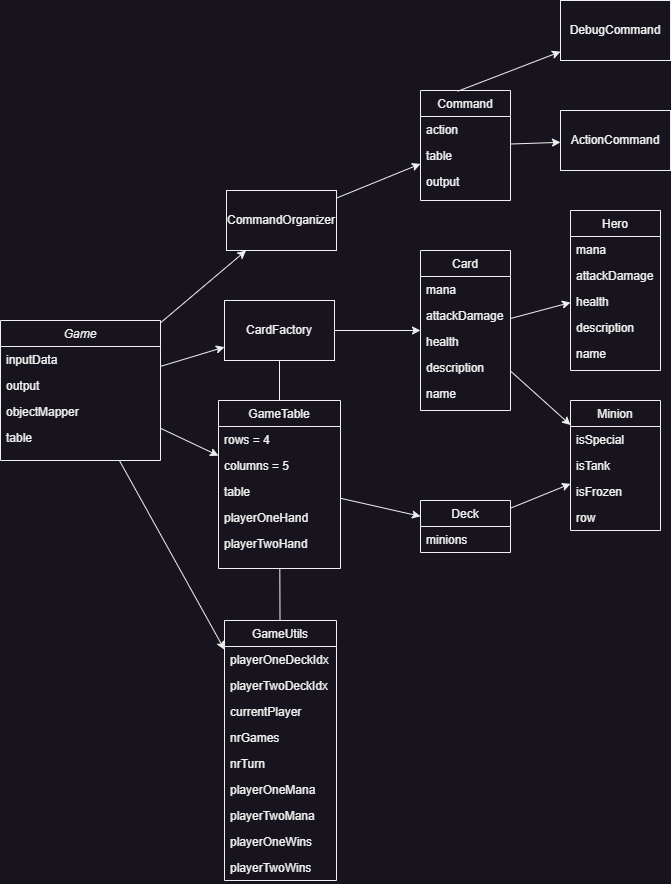 DebugCommand
Command
action
table
output
ActionCommand
CommandOrganizer
Hero
mana
attackDamage
health
description
name
Card
mana
attackDamage
health
description
name
CardFactory
Game
inputData
output
objectMapper
table
GameTable
rows = 4
columns = 5
table
playerOneHand
playerTwoHand
Minion
isSpecial
isTank
isFrozen
row
Deck
minions
GameUtils
playerOneDeckIdx
playerTwoDeckIdx
currentPlayer
nrGames
nrTurn
playerOneMana
playerTwoMana
playerOneWins
playerTwoWins